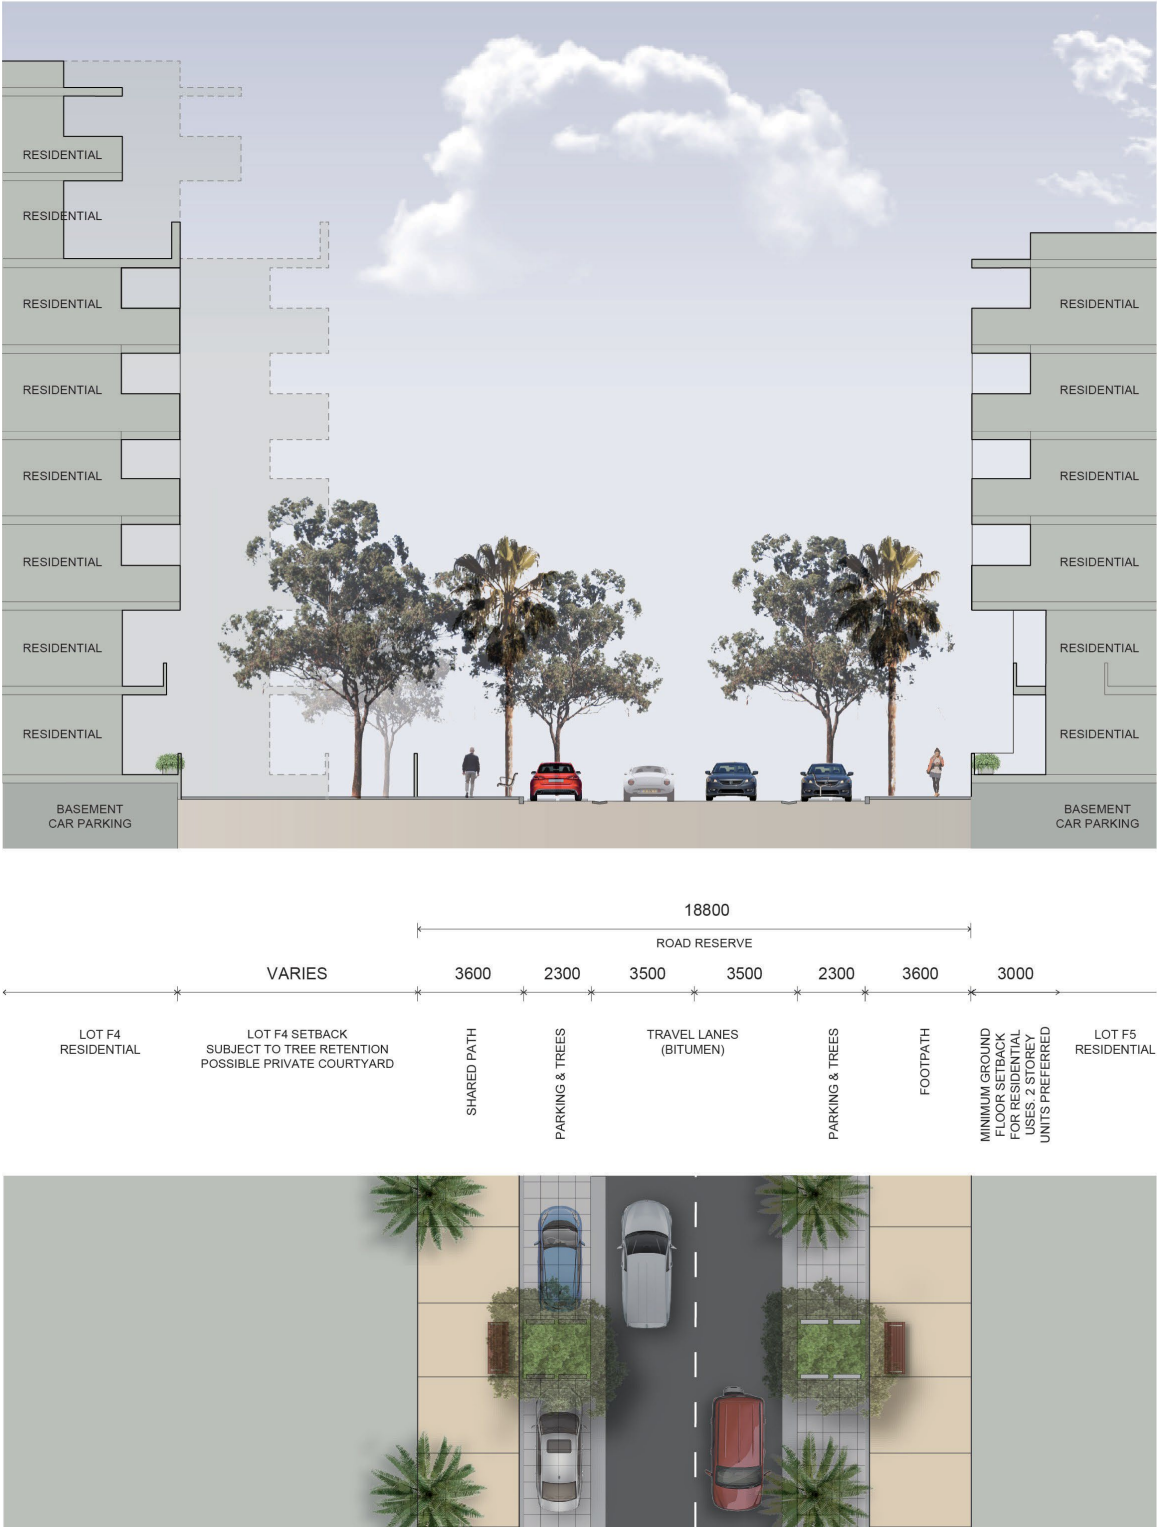 RESIDENTIAL
RESIDENTIAL
RESIDENTIAL
RESIDENTIAL
RESIDENTIAL
RESIDENTIAL
RESIDENTIAL
RESIDENTIAL
BASEMENT
CAR PARKING
RESIDENTIAL
RESIDENTIAL
RESIDENTIAL
RESIDENTIAL
RESIDENTIAL
RESIDENTIAL
BASEMENT
CAR PARKING
18800
ROAD RESERVE
VARIES
3600
2300
3500
3500
2300
3600
3000
LOT F4
RESIDENTIAL
LOT F4 SETBACK
SUBJECT TO TREE RETENTION
POSSIBLE PRIVATE COURTYARD
SHARED PATH
PARKING & TREES
TRAVEL LANES
(BITUMEN)
PARKING & TREES
FOOTPATH
MINIMUM GROUND
FLOOR SETBACK
FOR RESIDENTIAL
USES. 2 STOREY
UNITS PREFERRED
LOT F5
RESIDENTIAL